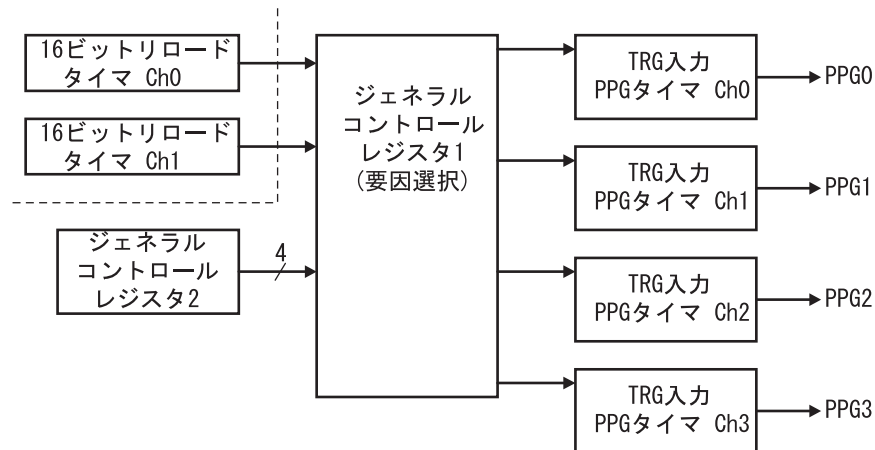 16ビットリロード
タイマ Ch0
16ビットリロード
タイマ Ch1
ジェネラル
コントロール
レジスタ2
4
ジェネラル
コントロール
レジスタ1
(要因選択)
TRG入力
PPGタイマ Ch0
PPG0
TRG入力
PPGタイマ Ch1
PPG1
TRG入力
PPGタイマ Ch2
PPG2
TRG入力
PPGタイマ Ch3
PPG3